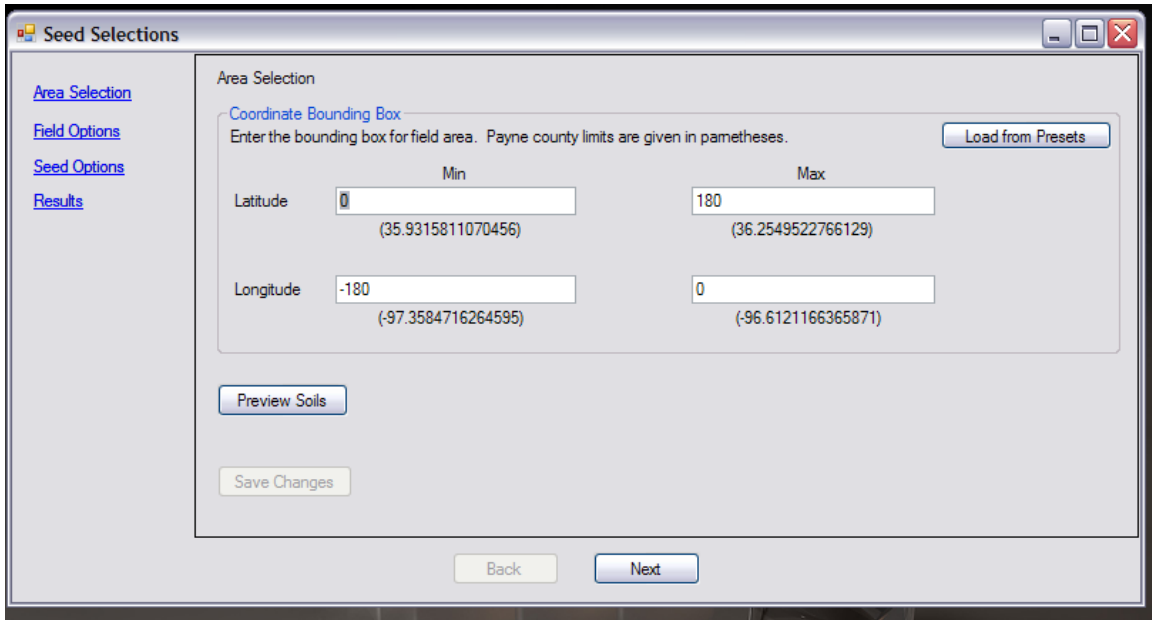 Seed Selections
Area Selection
Field Options
Seed Options
Results
Area Selection
Coordinate Bounding Box
Enter the bounding box for field area. Payne county limits are given in pametheses.
Load from Presets
Min Max
Latitude 0 180
(35.9315811070456) (36.2549522766129)
Longitude -180 0
(-97.3584716264595) (-96.6121166365871)
Preview Soils
Save Changes
Back Next